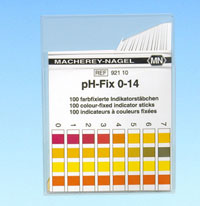 MACHEREY-NAGEL MN
REF 921 10
pH-Fix 0-14
100 farbfixierte Indikatorstäbchen
100 colour-fixed indicator sticks
100 indicateurs à couleurs fixées
0 1 2 3 4 5 6 7